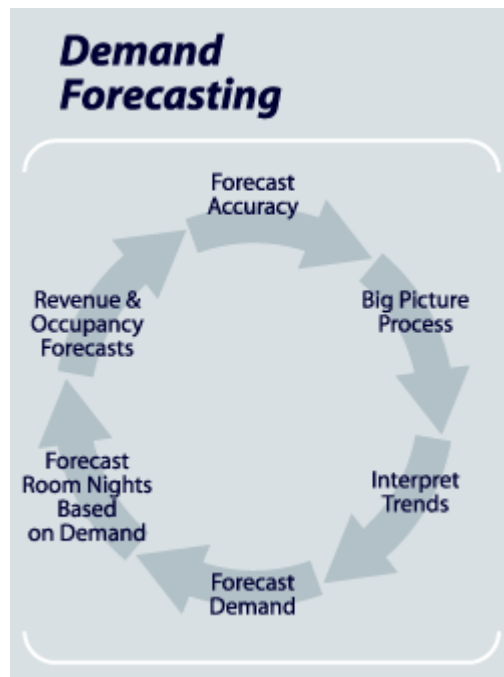 Demand
Forecasting
Forecast
Accuracy
Big Picture
Process
Interpret
Trends
Forecast
Demand
Forecast
Room Nights
Based
on Demand
Revenue &
Occupancy
Forecasts